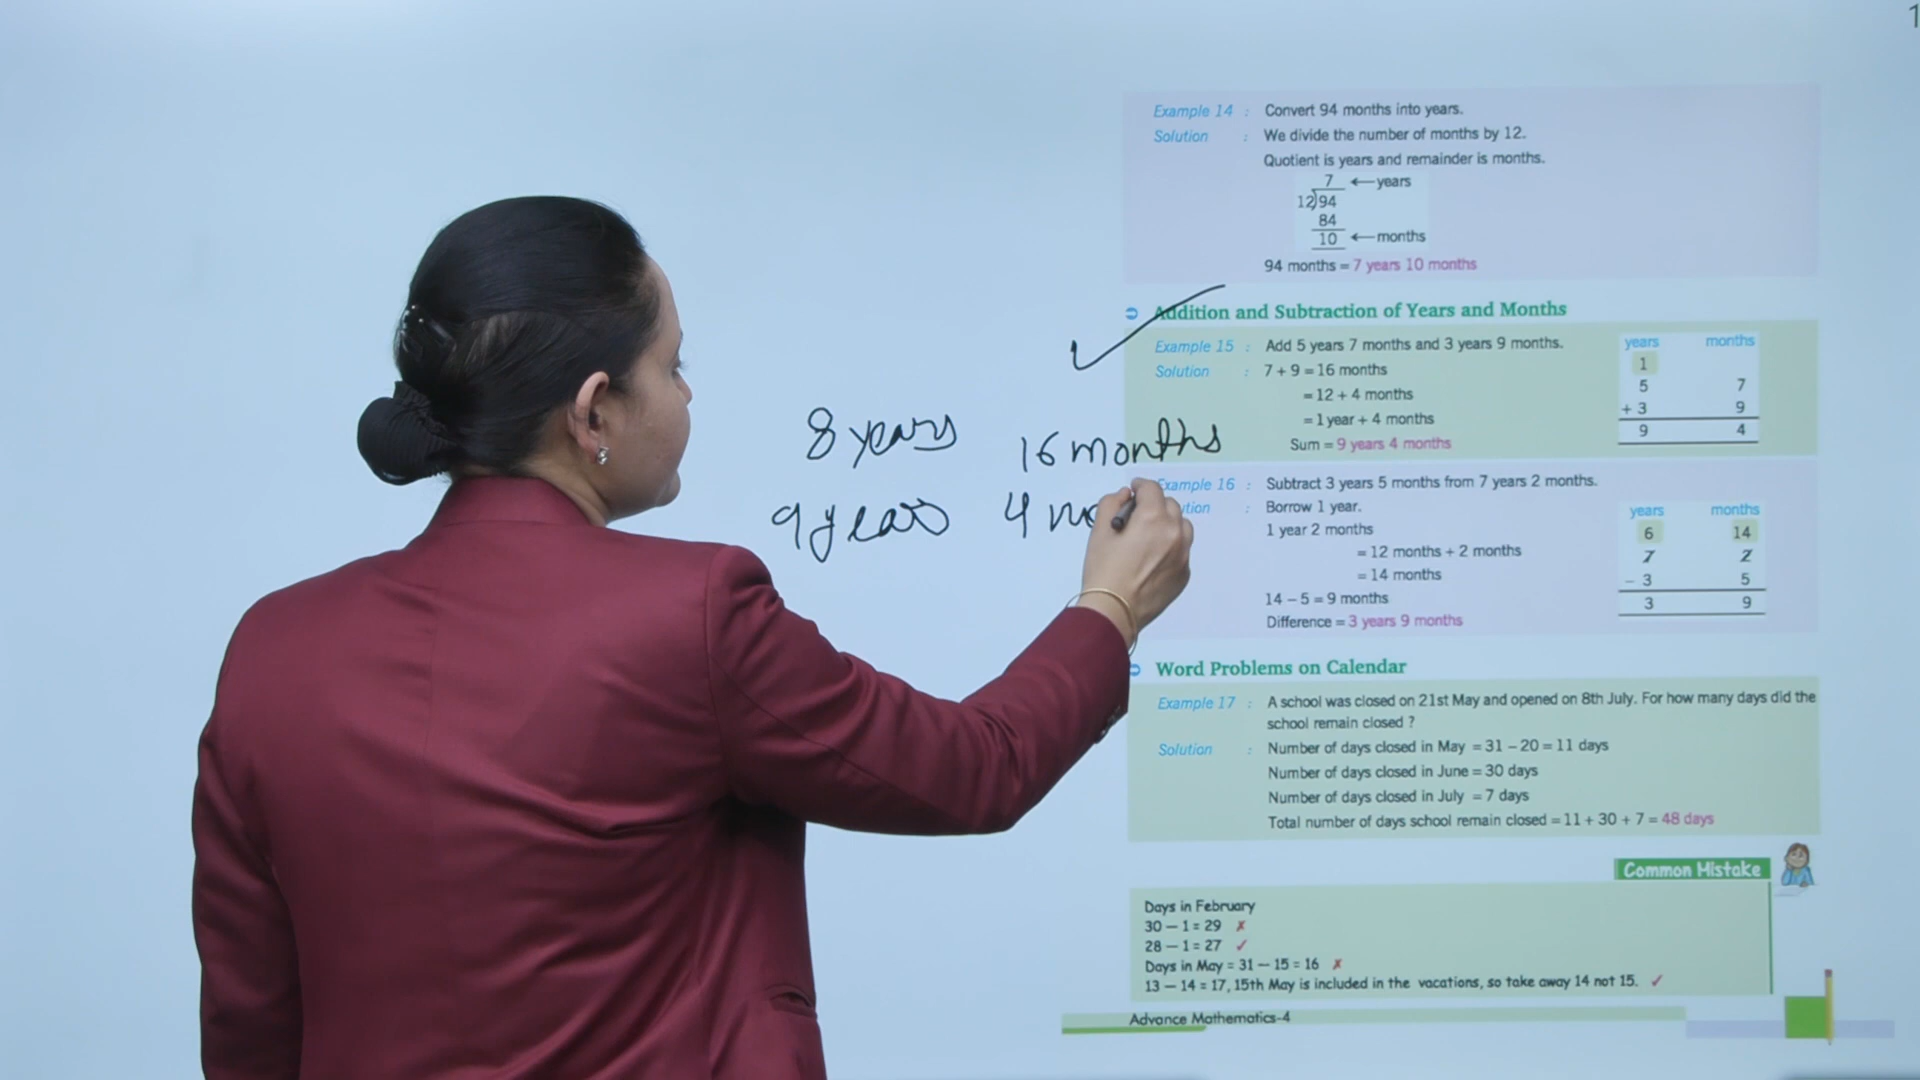 1
Example 14 : Convert 94 months into years.
Solution : We divide the number of months by 12.
Quotient is years and remainder is months.
7 ←years
12)94
84
10 ←months
94 months = 7 years 10 months
Addition and Subtraction of Years and Months
Example 15 : Add 5 years 7 months and 3 years 9 months.
Solution : 7 + 9 = 16 months
= 12 + 4 months
= 1 year + 4 months
Sum = 9 years 4 months
years months
1
5 7
+ 3 9
9 4
8 years 16 months
9 years 4
Example 16 : Subtract 3 years 5 months from 7 years 2 months.
Borrow 1 year.
1 year 2 months
= 12 months + 2 months
= 14 months
14 – 5 = 9 months
Difference = 3 years 9 months
years months
6 14
7 2
– 3 5
3 9
Word Problems on Calendar
Example 17 : A school was closed on 21st May and opened on 8th July. For how many days did the
school remain closed ?
Solution : Number of days closed in May = 31 – 20 = 11 days
Number of days closed in June = 30 days
Number of days closed in July = 7 days
Total number of days school remain closed = 11 + 30 + 7 = 48 days
Common Mistake
Days in February
30 – 1 = 29 ✗
28 – 1 = 27 ✓
Days in May = 31 – 15 = 16 ✗
13 – 14 = 17, 15th May is included in the vacations, so take away 14 not 15. ✓
Advance Mathematics-4